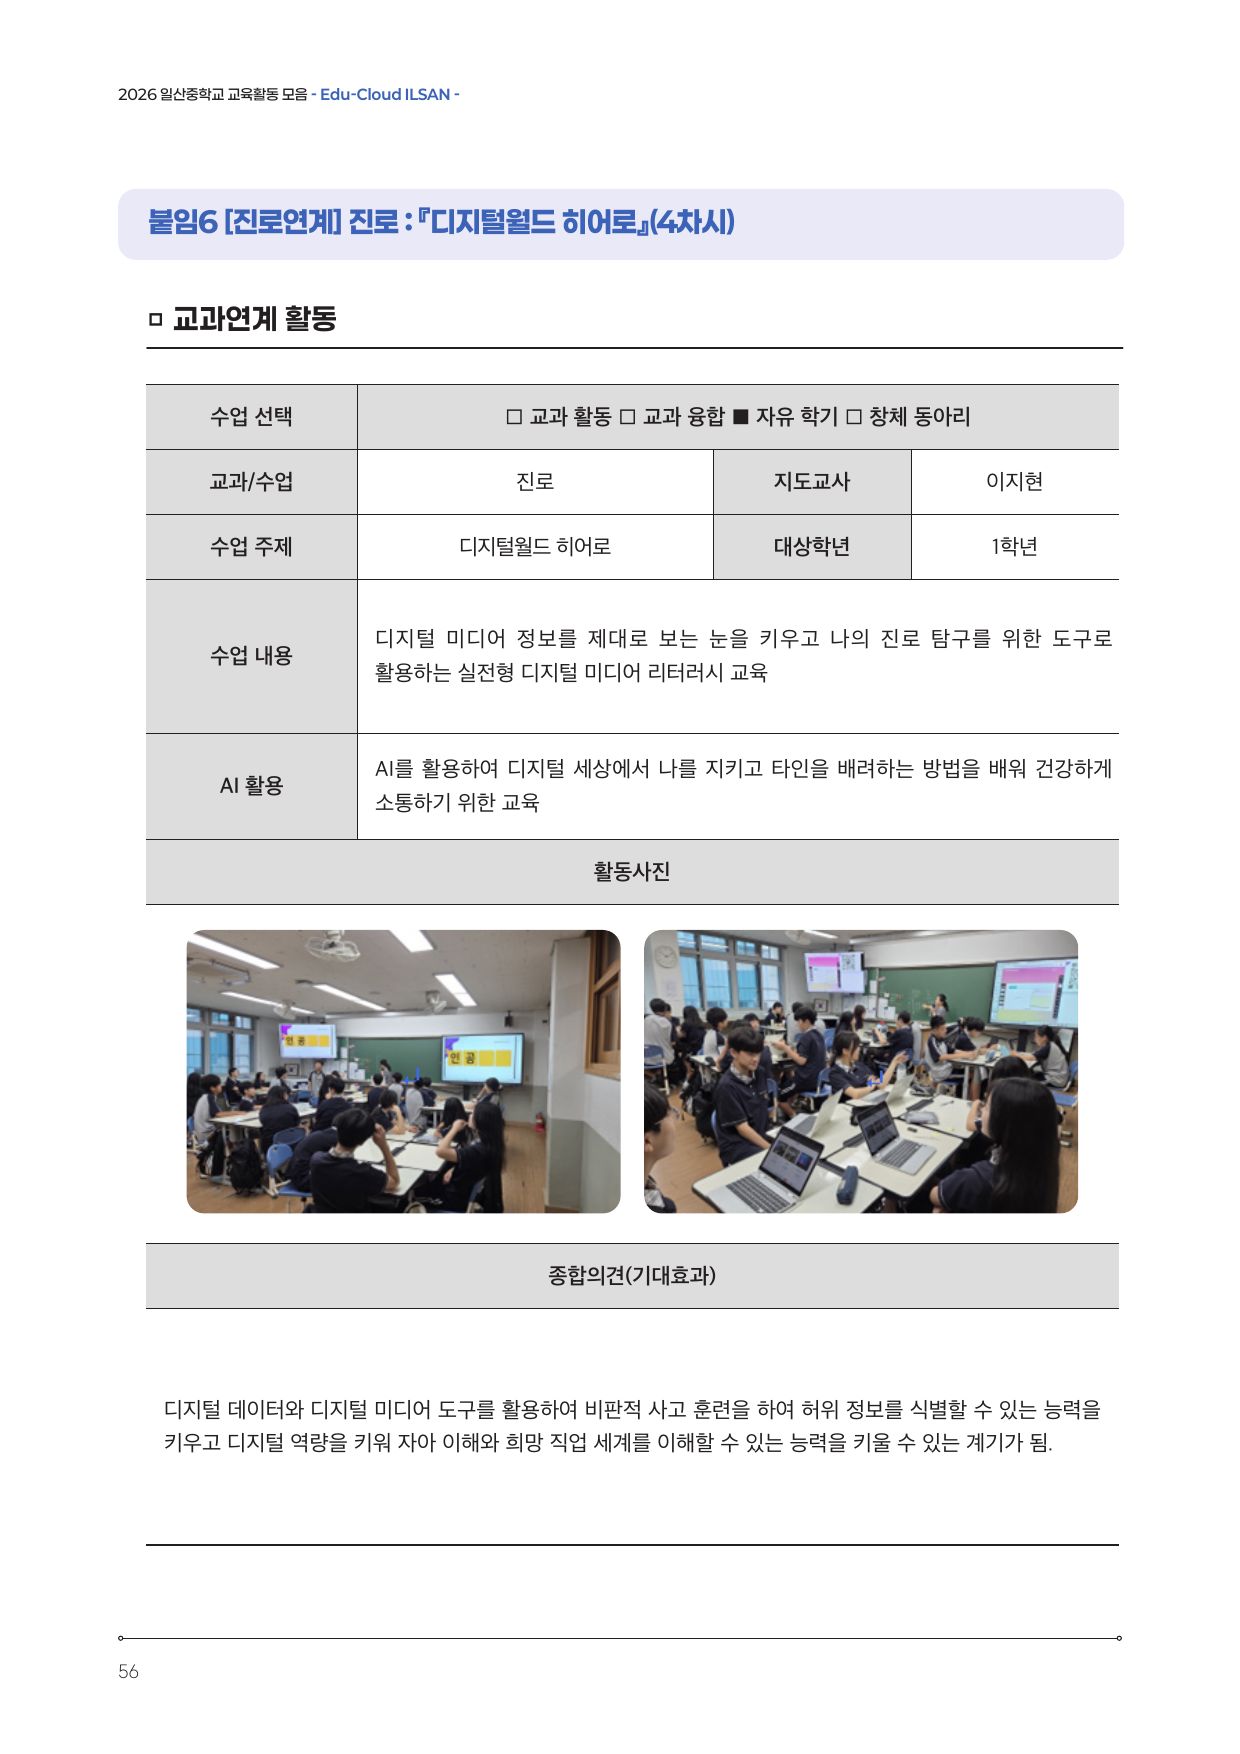 2026 일산중학교 교육활동 모음 - Edu-Cloud ILSAN -
붙임6 [진로연계] 진로 : 『디지털월드 히어로』(4차시)
□ 교과연계 활동
수업 선택
□ 교과 활동 □ 교과 융합 ■ 자유 학기 □ 창체 동아리
교과/수업
진로
지도교사
이지현
수업 주제
디지털월드 히어로
대상학년
1학년
수업 내용
디지털 미디어 정보를 제대로 보는 눈을 키우고 나의 진로 탐구를 위한 도구로
활용하는 실전형 디지털 미디어 리터러시 교육
AI 활용
AI를 활용하여 디지털 세상에서 나를 지키고 타인을 배려하는 방법을 배워 건강하게
소통하기 위한 교육
활동사진
인 공
인 공
종합의견(기대효과)
디지털 데이터와 디지털 미디어 도구를 활용하여 비판적 사고 훈련을 하여 허위 정보를 식별할 수 있는 능력을
키우고 디지털 역량을 키워 자아 이해와 희망 직업 세계를 이해할 수 있는 능력을 키울 수 있는 계기가 됨.
56